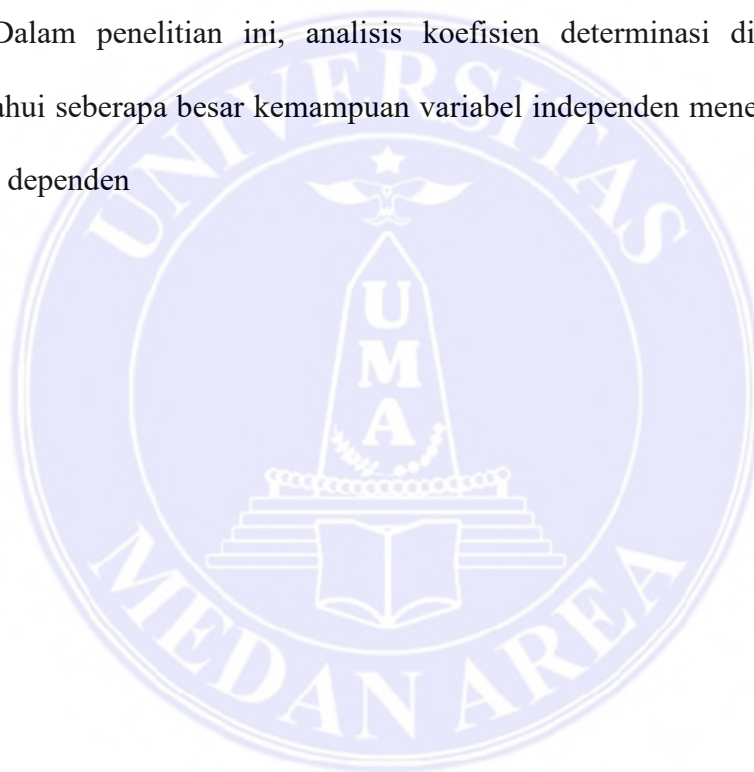 Dalam penelitian ini, analisis koefisien determinasi di
ahui seberapa besar kemampuan variabel independen mene
dependen
UNIVERSITAS
UMA
MEDAN AREA